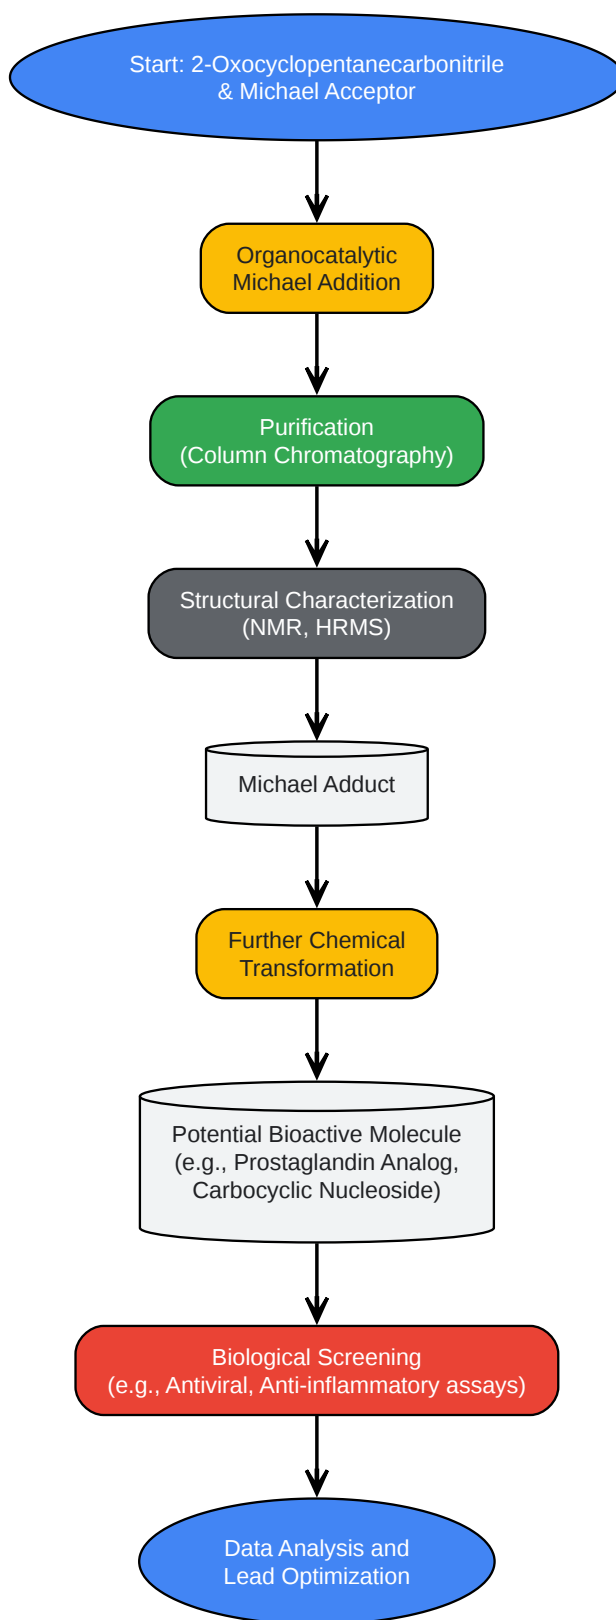 Start: 2-Oxocyclopentanecarbonitrile
& Michael Acceptor
Organocatalytic
Michael Addition
Purification
(Column Chromatography)
Structural Characterization
(NMR, HRMS)
Michael Adduct
Further Chemical
Transformation
Potential Bioactive Molecule
(e.g., Prostaglandin Analog,
Carbocyclic Nucleoside)
Biological Screening
(e.g., Antiviral, Anti-inflammatory assays)
Data Analysis and
Lead Optimization